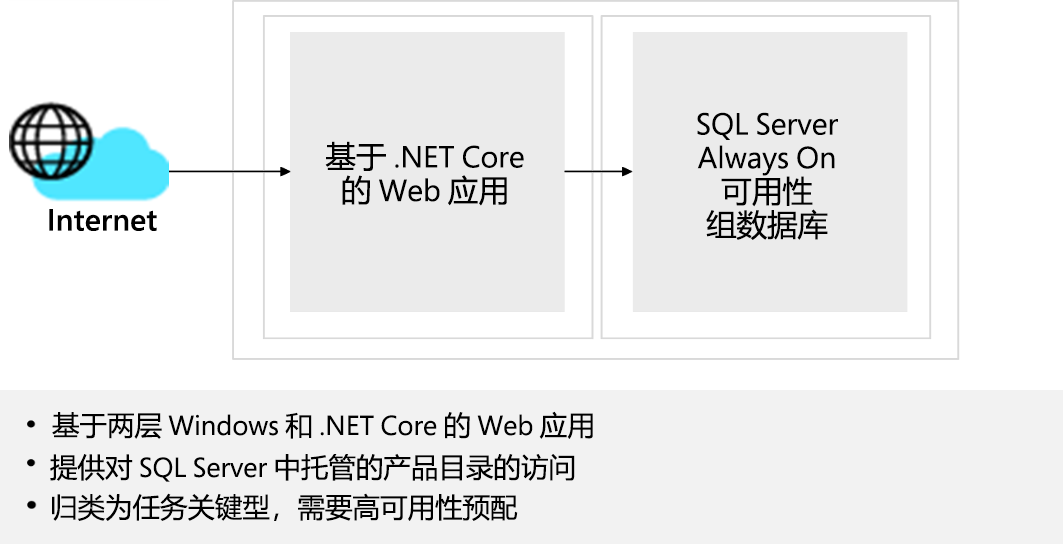 Internet
基于 .NET Core
的 Web 应用
SQL Server
Always On
可用性
组数据库
• 基于两层 Windows 和 .NET Core 的 Web 应用
• 提供对 SQL Server 中托管的产品目录的访问
• 归类为任务关键型，需要高可用性预配